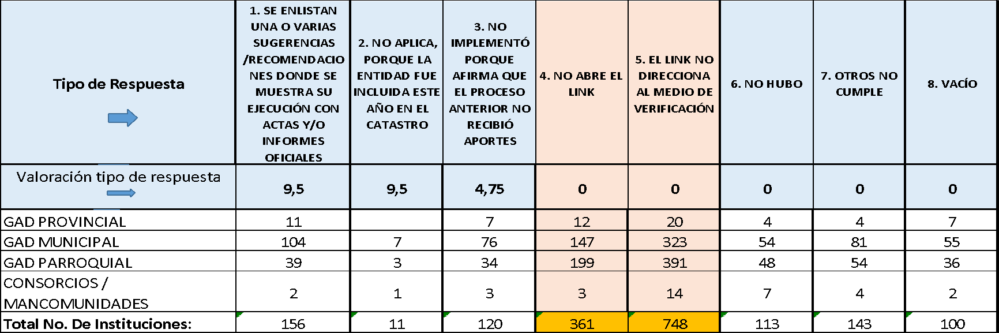 Tipo de Respuesta
1. SE ENLISTAN
UNA O VARIAS
SUGERENCIAS
/RECOMENDACIO
NES DONDE SE
MUESTRA SU
EJECUCIÓN CON
ACTAS Y/O
INFORMES
OFICIALES
2. NO APLICA,
PORQUE LA
ENTIDAD FUE
INCLUIDA ESTE
AÑO EN EL
CATASTRO
3. NO
IMPLEMENTÓ
PORQUE
AFIRMA QUE
EL PROCESO
ANTERIOR NO
RECIBIÓ
APORTES
4. NO ABRE EL
LINK
5. EL LINK NO
DIRECCIONA
AL MEDIO DE
VERIFICACIÓN
6. NO HUBO
7. OTROS NO
CUMPLE
8. VACÍO
Valoración tipo de respuesta
9,5 9,5 4,75 0 0 0 0 0
GAD PROVINCIAL 11 7 12 20 4 4 7
GAD MUNICIPAL 104 7 76 147 323 54 81 55
GAD PARROQUIAL 39 3 34 199 391 48 54 36
CONSORCIOS /
MANCOMUNIDADES 2 1 3 3 14 7 4 2
Total No. De Instituciones: 156 11 120 361 748 113 143 100